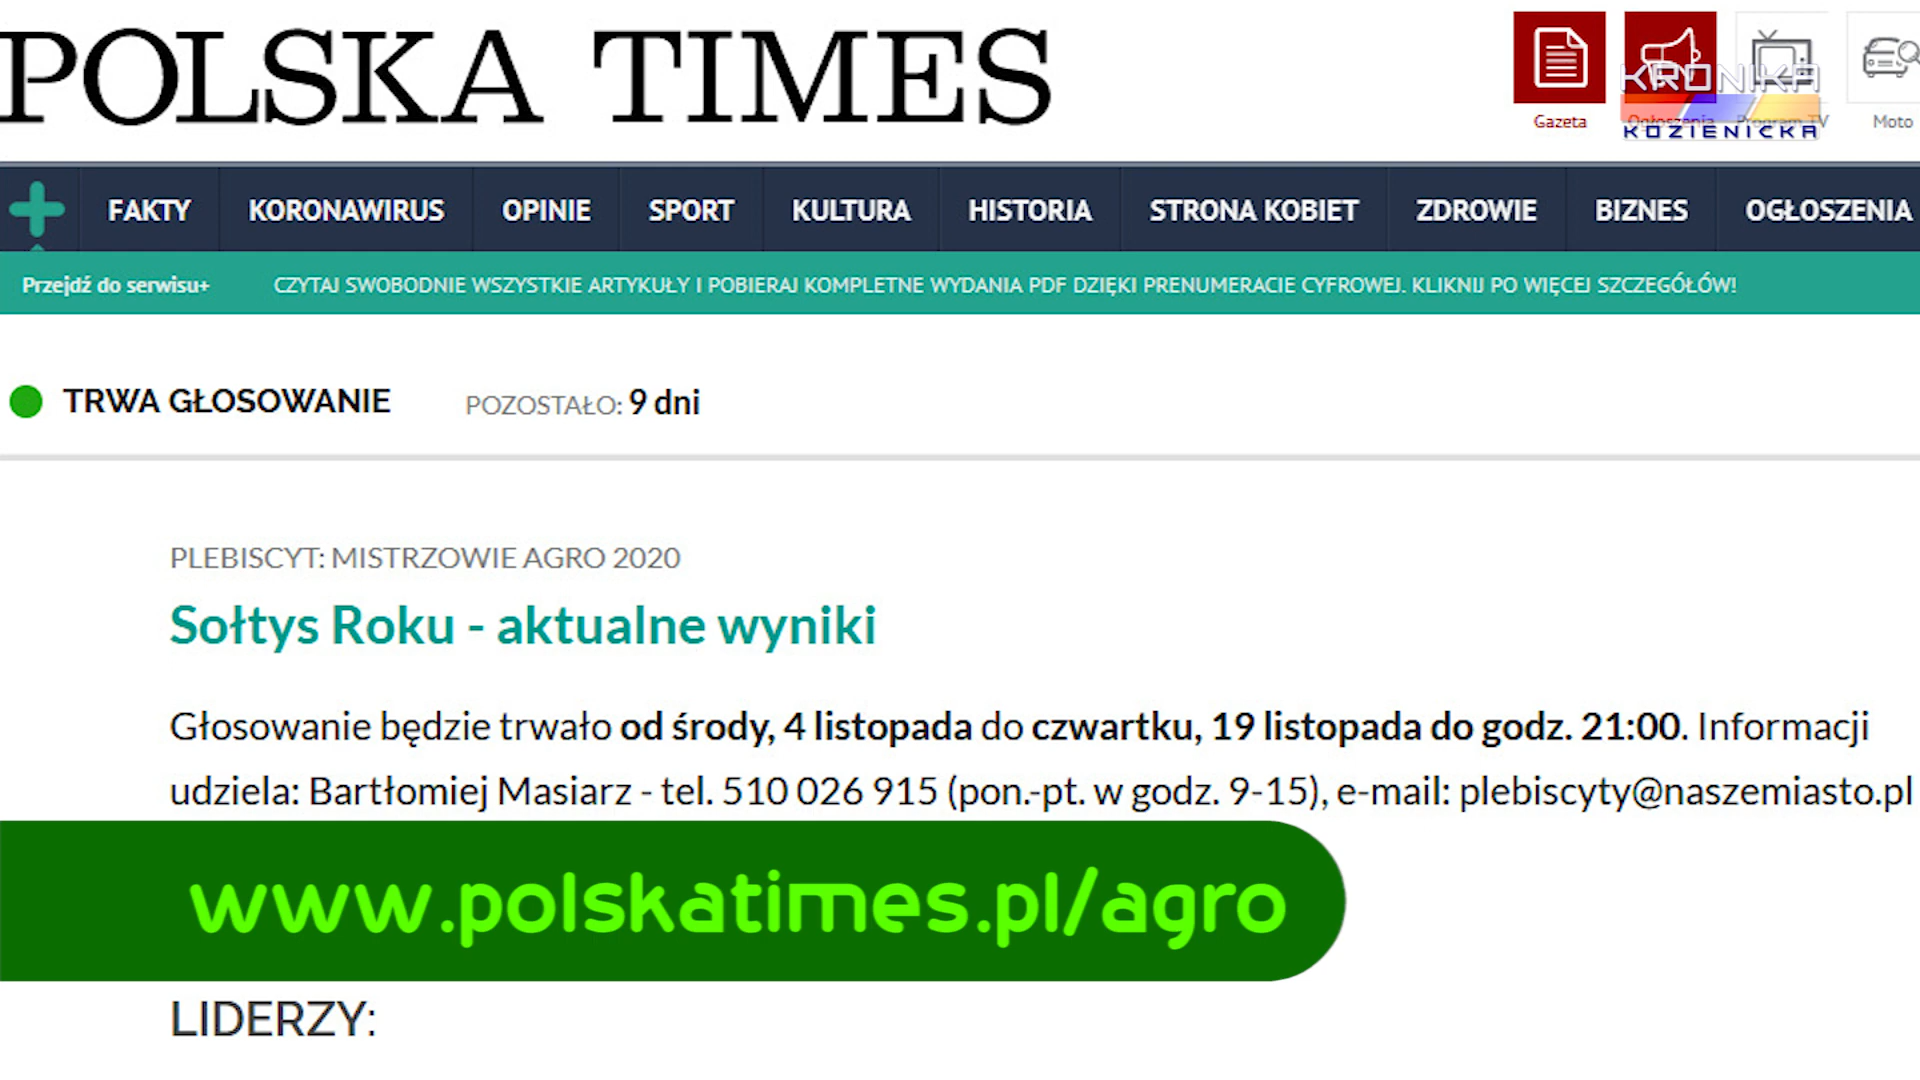 POLSKA TIMES
Gazeta
Ogłoszenia
Program TV
Moto
KRONIKA
KOZIENICKA
FAKTY KORONAWIRUS OPINIE SPORT KULTURA HISTORIA STRONA KOBIET ZDROWIE BIZNES OGŁOSZENIA
Przejdź do serwisu+ CZYTAJ SWOBODNIE WSZYSTKIE ARTYKUŁY I POBIERAJ KOMPLETNE WYDANIA PDF DZIĘKI PRENUMERACIE CYFROWEJ. KLIKNIJ PO WIĘCEJ SZCZEGÓŁÓW!
TRWA GŁOSOWANIE POZOSTAŁO: 9 dni
PLEBISCYT: MISTRZOWIE AGRO 2020
Sołtys Roku - aktualne wyniki
Głosowanie będzie trwało od środy, 4 listopada do czwartku, 19 listopada do godz. 21:00. Informacji
udziela: Bartłomiej Masiarz - tel. 510 026 915 (pon.-pt. w godz. 9-15), e-mail: plebiscyty@naszemiasto.pl
www.polskatimes.pl/agro
LIDERZY: